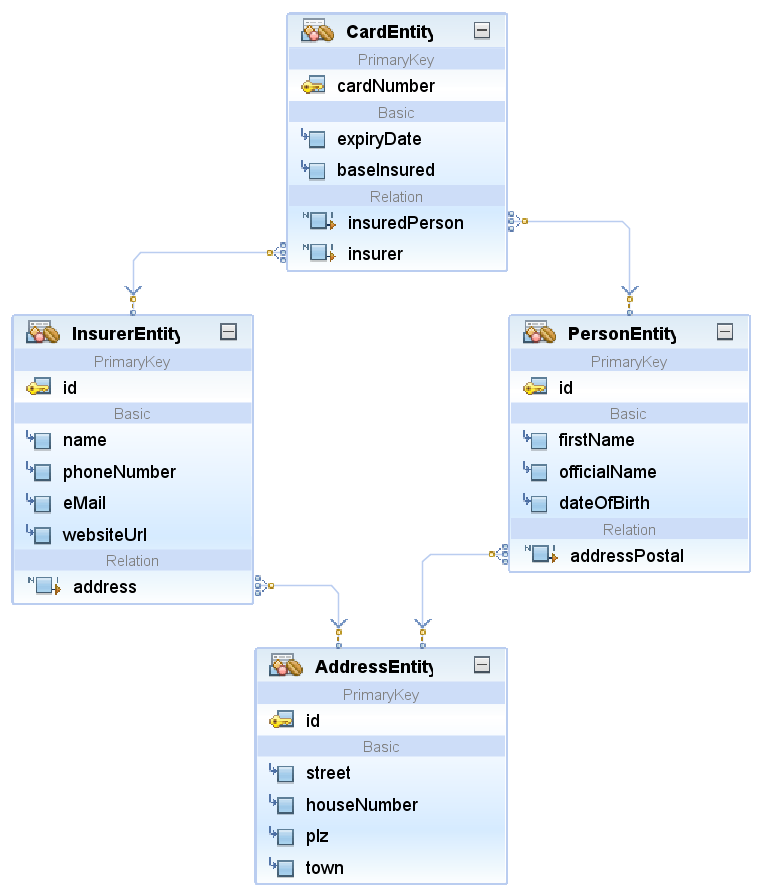 CardEntity
PrimaryKey
cardNumber
Basic
expiryDate
baseInsured
Relation
insuredPerson
insurer
InsurerEntity
PrimaryKey
id
Basic
name
phoneNumber
eMail
websiteUrl
Relation
address
PersonEntity
PrimaryKey
id
Basic
firstName
officialName
dateOfBirth
Relation
addressPostal
AddressEntity
PrimaryKey
id
Basic
street
houseNumber
plz
town